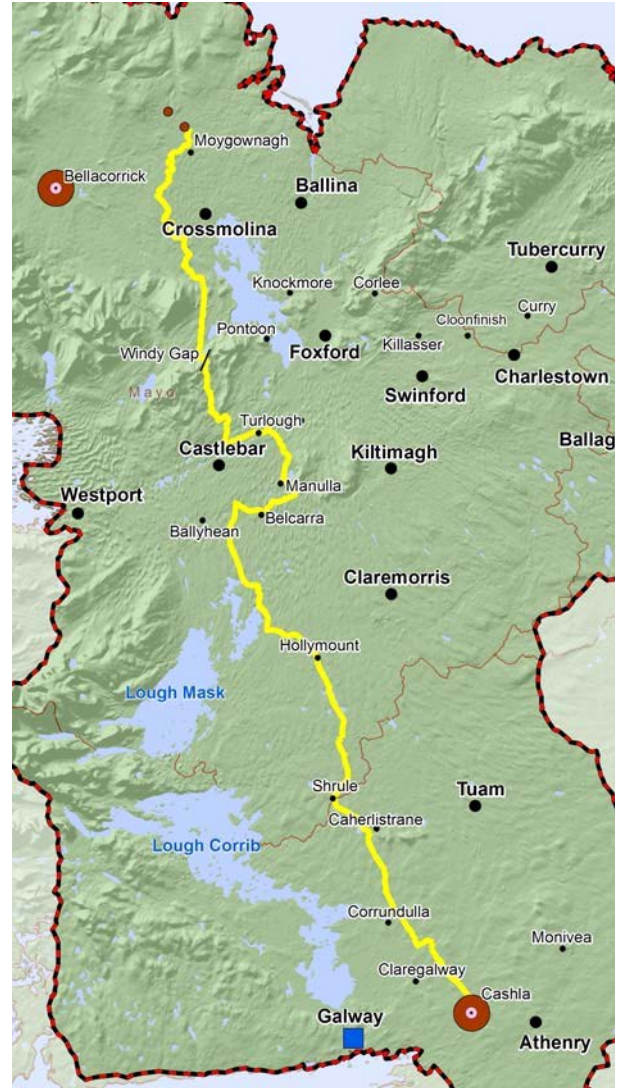 Moygownagh
Bellacorrick
Ballina
Crossmolina
Tubercurry
Knockmore
Corlee
Curry
Cloonfinish
Pontoon
Foxford
Killasser
Windy Gap
Charlestown
Swinford
Mayo
Turlough
Castlebar
Kiltimagh
Ballag
Manulla
Westport
Belcarra
Ballyhean
Claremorris
Hollymount
Lough Mask
Shrule
Tuam
Caherlistrane
Lough Corrib
Corrundulla
Monivea
Claregalway
Cashla
Galway
Athenry